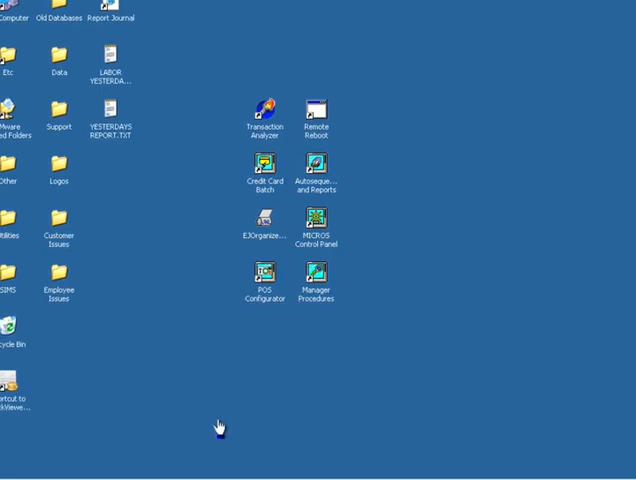 Computer
Old Databases
Report Journal
Etc
Data
LABOR
YESTERDA...
Mware
ed Folders
Support
YESTERDAYS
REPORT.TXT
Transaction
Analyzer
Remote
Reboot
Other
Logos
Credit Card
Batch
Autoseque...
and Reports
tilities
Customer
Issues
EJOrganize...
MICROS
Control Panel
SIMS
Employee
Issues
POS
Configurator
Manager
Procedures
cycle Bin
ortcut to
ckViewe...